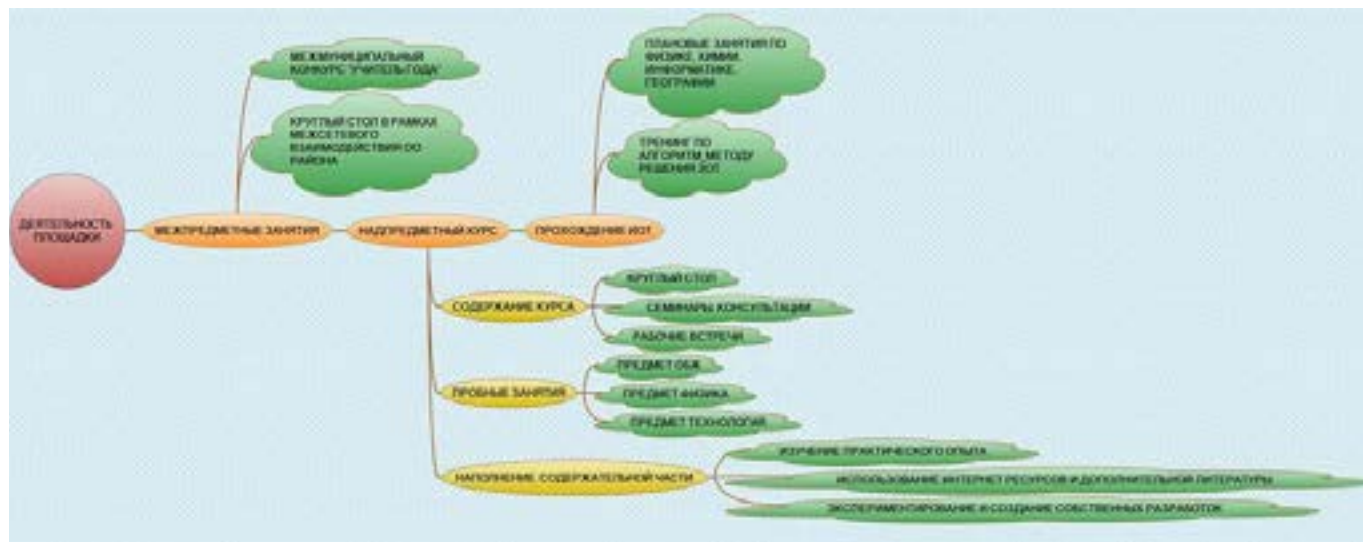 МЕЖМУНИЦИПАЛЬНЫЙ
КОНКУРС "УЧИТЕЛЬ ГОДА"
КРУГЛЫЙ СТОЛ В РАМКАХ
МЕЖСЕТЕВОГО
ВЗАИМОДЕЙСТВИЯ ОО
РАЙОНА
ПЛАНОВЫЕ ЗАНЯТИЯ ПО
ФИЗИКЕ, ХИМИИ,
ИНФОРМАТИКЕ,
ГЕОГРАФИИ
ТРЕНИНГ ПО
АЛГОРИТМ_МЕТОДУ
РЕШЕНИЯ ЙОТ
ДЕЯТЕЛЬНОСТЬ
ПЛОЩАДКИ
МЕЖПРЕДМЕТНЫЕ ЗАНЯТИЯ
НАДПРЕДМЕТНЫЙ КУРС
ПРОХОЖДЕНИЕ ИОТ
СОДЕРЖАНИЕ КУРСА
КРУГЛЫЙ СТОЛ
СЕМИНАРЫ, КОНСУЛЬТАЦИИ
РАБОЧИЕ ВСТРЕЧИ
ПРОБНЫЕ ЗАНЯТИЯ
ПРЕДМЕТ ОБЖ
ПРЕДМЕТ ФИЗИКА
ПРЕДМЕТ ТЕХНОЛОГИЯ
НАПОЛНЕНИЕ СОДЕРЖАТЕЛЬНОЙ ЧАСТИ
ИЗУЧЕНИЕ ПРАКТИЧЕСКОГО ОПЫТА
ИСПОЛЬЗОВАНИЕ ИНТЕРНЕТ РЕСУРСОВ И ДОПОЛНИТЕЛЬНОЙ ЛИТЕРАТУРЫ
ЭКСПЕРИМЕНТИРОВАНИЕ И СОЗДАНИЕ СОБСТВЕННЫХ РАЗРАБОТОК